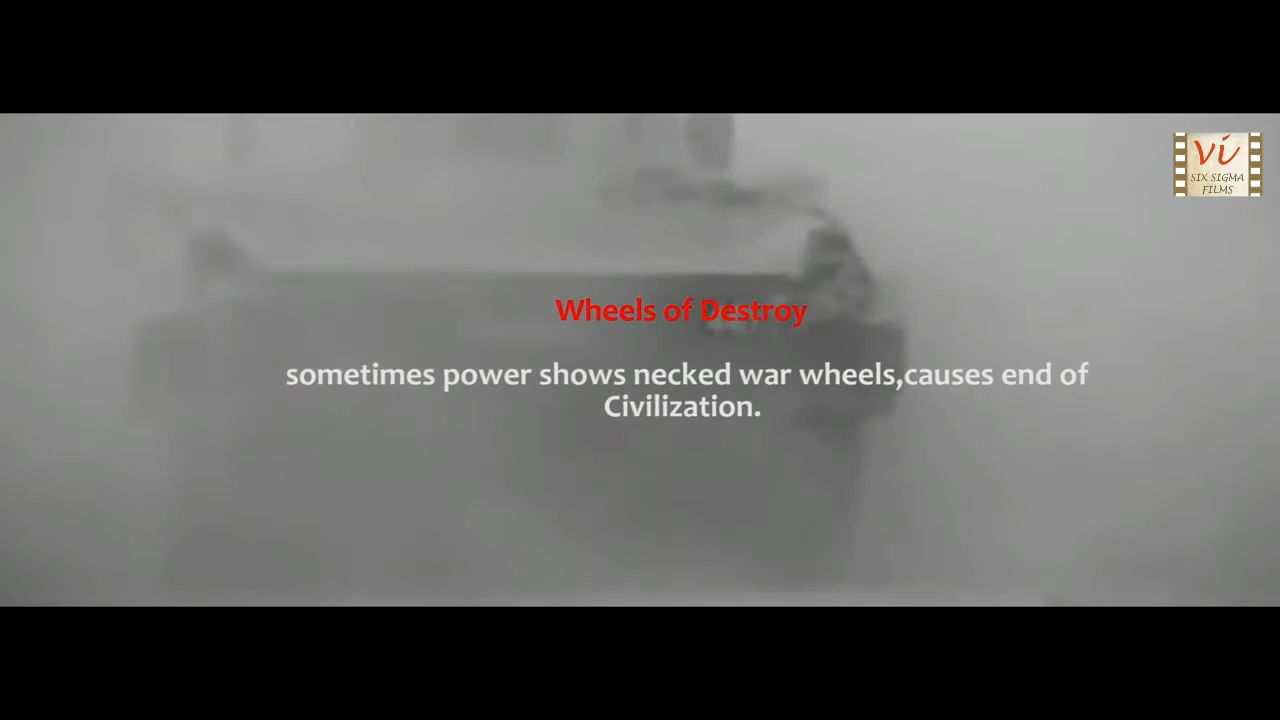 vi
SIX SIGMA
FILMS
Wheels of Destroy
sometimes power shows necked war wheels,causes end of
Civilization.